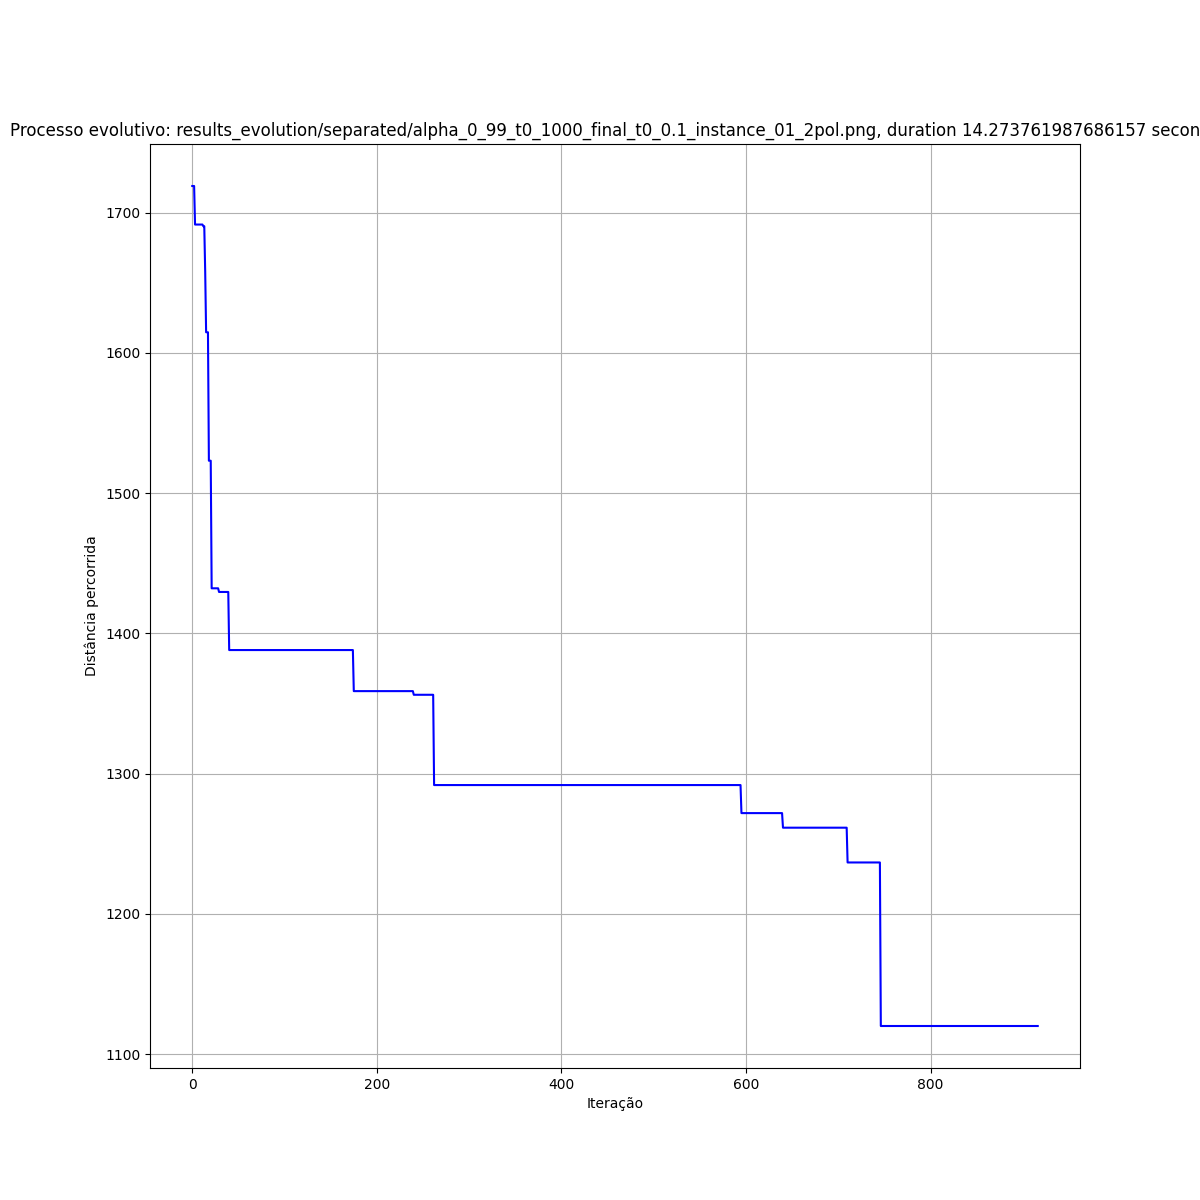 Processo evolutivo: results_evolution/separated/alpha_0_99_t0_1000_final_t0_0.1_instance_01_2pol.png, duration 14.273761987686157 secon
1700
1600
1500
1400
1300
1200
1100
Distância percorrida
0 200 400 600 800
Iteração